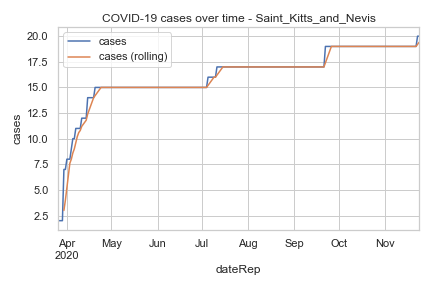 COVID-19 cases over time - Saint_Kitts_and_Nevis
cases
cases (rolling)
20.0
17.5
15.0
12.5
10.0
7.5
5.0
2.5
cases
Apr May Jun Jul Aug Sep Oct Nov
2020
dateRep